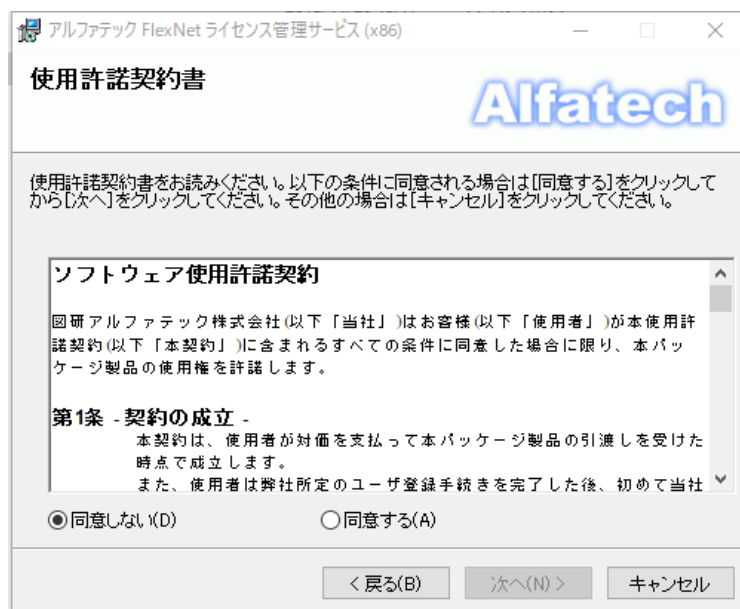 アルファテック FlexNet ライセンス管理サービス (x86)
使用許諾契約書
Alfatech
使用許諾契約書をお読みください。以下の条件に同意される場合は[同意する]をクリックして
から[次へ]をクリックしてください。その他の場合は[キャンセル]をクリックしてください。
ソフトウェア使用許諾契約
図研アルファテック株式会社(以下「当社」)はお客様(以下「使用者」)が本使用許
諾契約(以下「本契約」)に含まれるすべての条件に同意した場合に限り、本パッ
ケージ製品の使用権を許諾します。
第1条 - 契約の成立 -
本契約は、使用者が対価を支払って本パッケージ製品の引渡しを受けた
時点で成立します。
また、使用者は弊社所定のユーザ登録手続きを完了した後、初めて当社
同意しない(D)
同意する(A)
< 戻る(B)
次へ(N) >
キャンセル